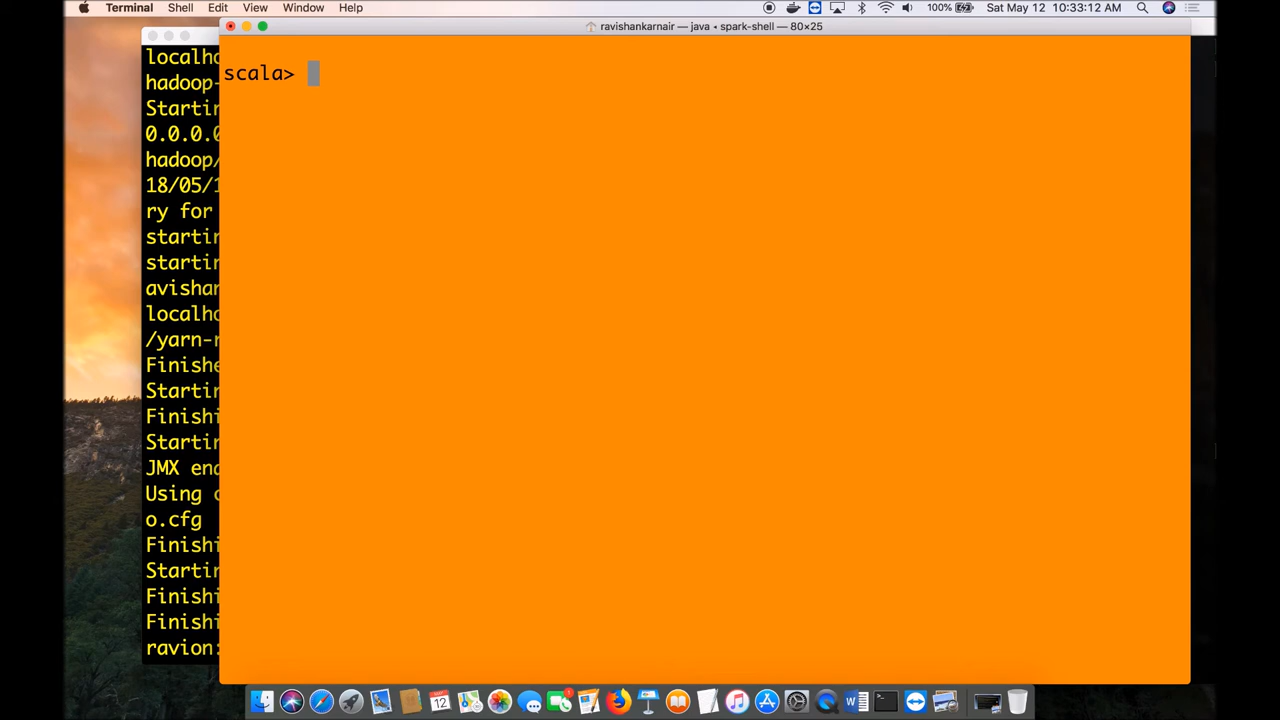 Terminal Shell Edit View Window Help 100% Sat May 12 10:33:12 AM
ravishankarnair — java • spark-shell — 80×25
scala>
localho
hadoop-
Startin
0.0.0.0
hadoop/
18/05/1
ry for
startin
startin
avishan
localho
/yarn-r
Finishe
Startin
Finishi
Startin
JMX ena
Using c
o.cfg
Finishi
Startin
Finishi
Finishi
ravion: